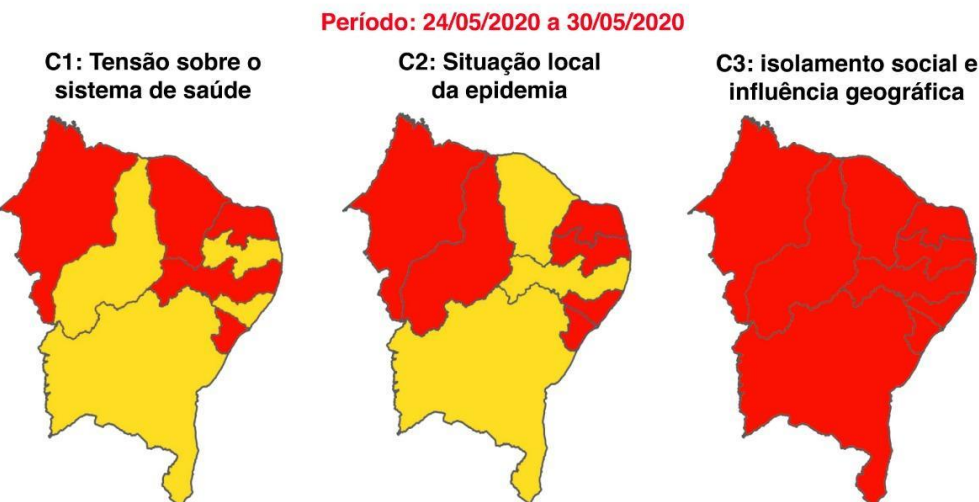 Período: 24/05/2020 a 30/05/2020
C1: Tensão sobre o
sistema de saúde
C2: Situação local
da epidemia
C3: isolamento social e
influência geográfica